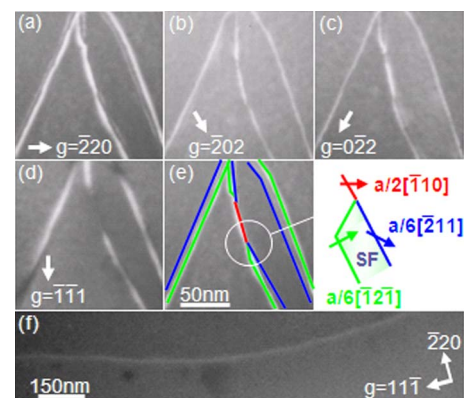 (a)
g=2̄20
(b)
g=2̄02
(c)
g=02̄2
(d)
g=1̄1̄1
(e)
50nm
a/2[1̄10]
a/6[2̄11]
SF
a/6[1̄21̄]
(f)
150nm
2̄20
g=111̄